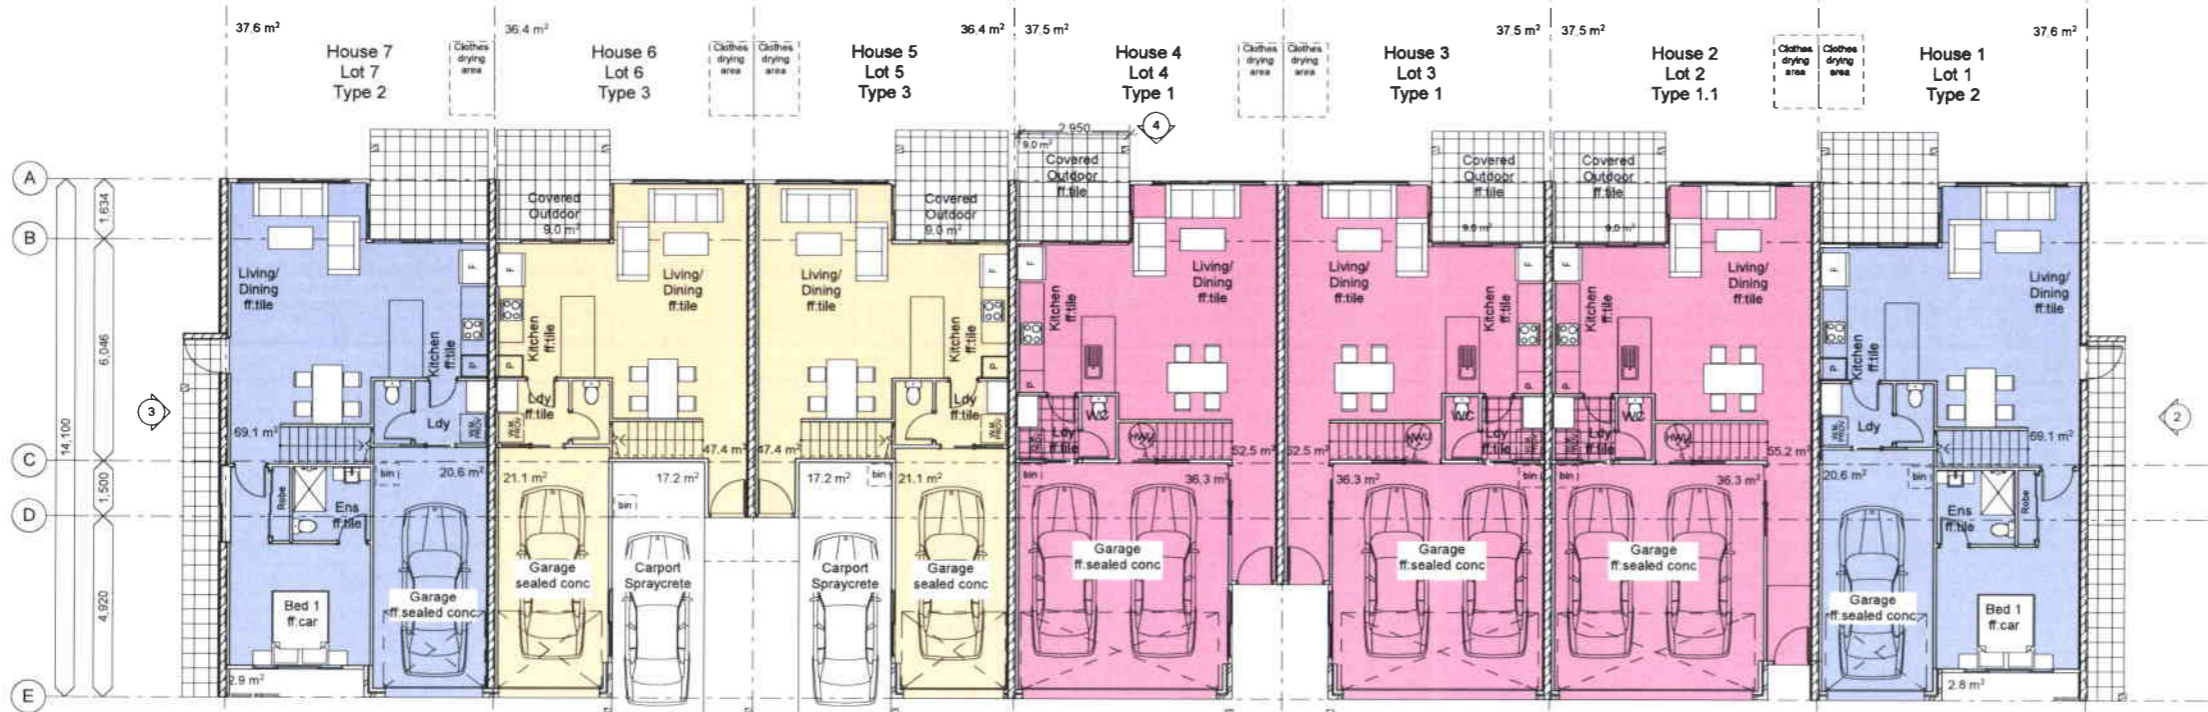 37.6 m²
House 7
Lot 7
Type 2
Clothes
drying
area
36.4 m²
House 6
Lot 6
Type 3
Clothes
drying
area
Clothes
drying
area
House 5
Lot 5
Type 3
36.4 m²
37.5 m²
House 4
Lot 4
Type 1
Clothes
drying
area
Clothes
drying
area
House 3
Lot 3
Type 1
37.5 m²
37.5 m²
House 2
Lot 2
Type 1.1
Clothes
drying
area
Clothes
drying
area
House 1
Lot 1
Type 2
37.6 m²
A
B
C
D
E
14,100
1,634
6,046
1,500
4,920
3
4
2
2,950
Living/
Dining
ff:tile
F
Kitchen
ff:tile
P
Ldy
W.M.
PROV
69.1 m²
20.6 m²
bin
Robe
Ens
ff:tile
Bed 1
ff:car
Garage
ff:sealed conc
2.9 m²
Covered
Outdoor
9.0 m²
F
Living/
Dining
ff:tile
Kitchen
ff:tile
P
Ldy
ff:tile
W.M.
PROV
47.4 m²
21.1 m²
17.2 m²
bin
Garage
sealed conc
Carport
Spraycrete
Covered
Outdoor
9.0 m²
Living/
Dining
ff:tile
F
Kitchen
ff:tile
P
Ldy
ff:tile
W.M.
PROV
47.4 m²
17.2 m²
bin
21.1 m²
Carport
Spraycrete
Garage
sealed conc
9.0 m²
Covered
Outdoor
ff:tile
F
Kitchen
ff:tile
Living/
Dining
ff:tile
P
WC
Ldy
ff:tile
W.M.
PROV
HWU
52.5 m²
bin
36.3 m²
Garage
ff:sealed conc
Covered
Outdoor
ff:tile
9.0 m²
Living/
Dining
ff:tile
F
Kitchen
ff:tile
P
WC
Ldy
ff:tile
W.M.
PROV
HWU
52.5 m²
36.3 m²
bin
Garage
ff:sealed conc
Covered
Outdoor
ff:tile
9.0 m²
F
Kitchen
ff:tile
Living/
Dining
ff:tile
P
WC
Ldy
ff:tile
W.M.
PROV
HWU
55.2 m²
bin
36.3 m²
Garage
ff:sealed conc
F
Living/
Dining
ff:tile
Kitchen
ff:tile
P
Ldy
W.M.
PROV
69.1 m²
20.6 m²
bin
Ens
ff:tile
Robe
Garage
ff:sealed conc
Bed 1
ff:car
2.8 m²